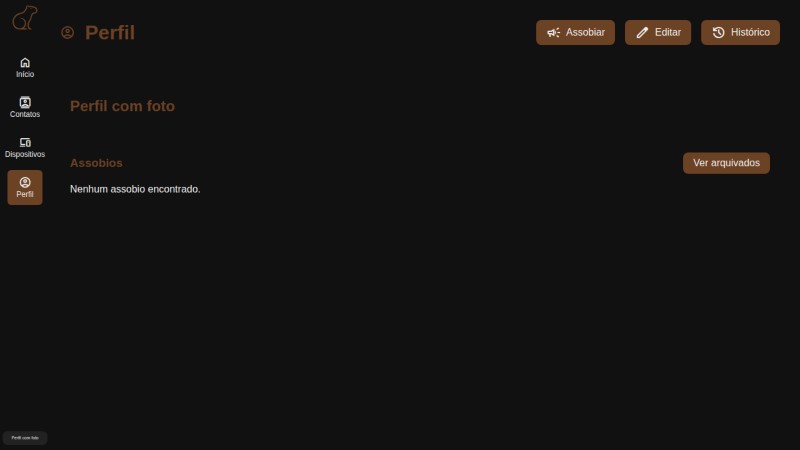 Perfil
Assobiar
Editar
Histórico
Início
Contatos
Dispositivos
Perfil
Perfil com foto
Assobios
Ver arquivados
Nenhum assobio encontrado.
Perfil com foto